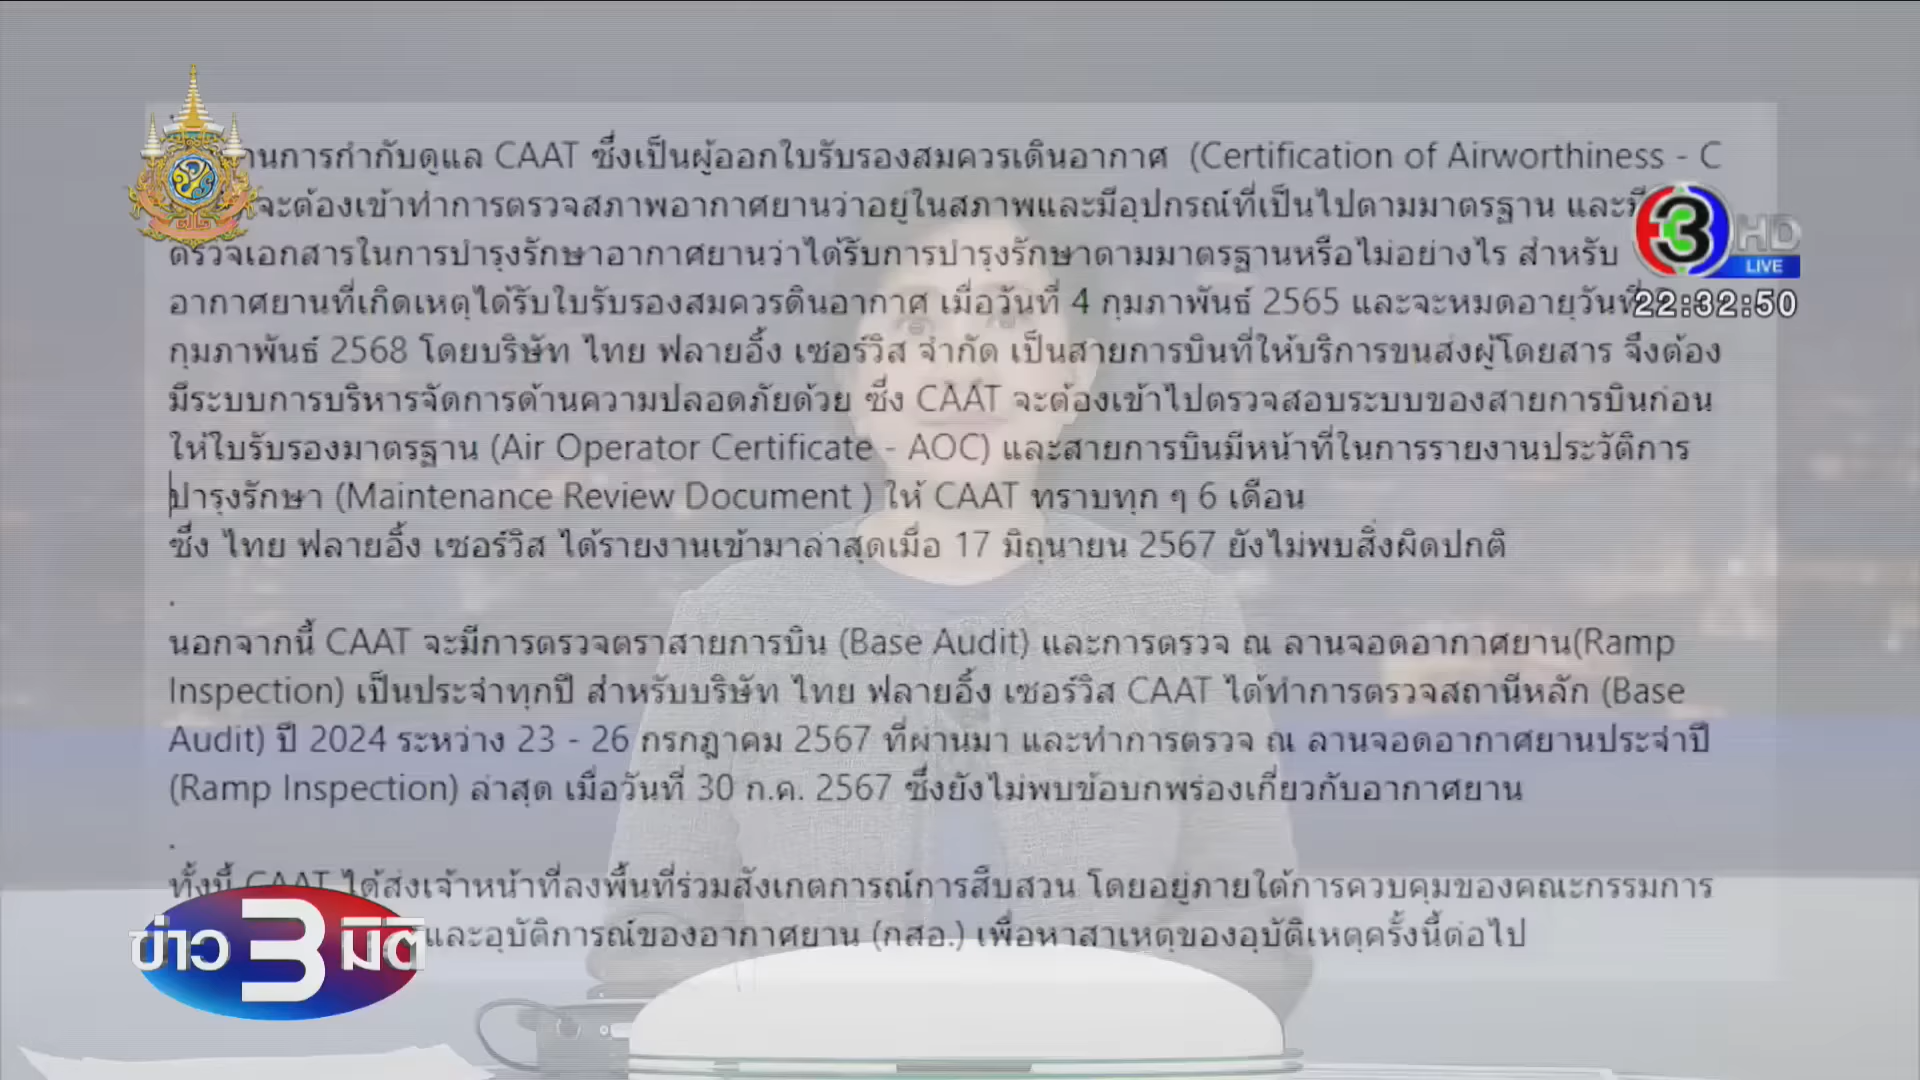 านการกำกับดูแล CAAT ซึ่งเป็นผู้ออกใบรับรองสมควรเดินอากาศ (Certification of Airworthiness - C
จะต้องเข้าทำการตรวจสภาพอากาศยานว่าอยู่ในสภาพและมีอุปกรณ์ที่เป็นไปตามมาตรฐาน และมี
ตรวจเอกสารในการบำรุงรักษาอากาศยานว่าได้รับการบำรุงรักษาตามมาตรฐานหรือไม่อย่างไร สำหรับ
อากาศยานที่เกิดเหตุได้รับใบรับรองสมควรดินอากาศ เมื่อวันที่ 4 กุมภาพันธ์ 2565 และจะหมดอายุวันที่
กุมภาพันธ์ 2568 โดยบริษัท ไทย ฟลายอิ้ง เซอร์วิส จำกัด เป็นสายการบินที่ให้บริการขนส่งผู้โดยสาร จึงต้อง
มีระบบการบริหารจัดการด้านความปลอดภัยด้วย ซึ่ง CAAT จะต้องเข้าไปตรวจสอบระบบของสายการบินก่อน
ให้ใบรับรองมาตรฐาน (Air Operator Certificate - AOC) และสายการบินมีหน้าที่ในการรายงานประวัติการ
บำรุงรักษา (Maintenance Review Document ) ให้ CAAT ทราบทุก ๆ 6 เดือน
ซึ่ง ไทย ฟลายอิ้ง เซอร์วิส ได้รายงานเข้ามาล่าสุดเมื่อ 17 มิถุนายน 2567 ยังไม่พบสิ่งผิดปกติ
.
นอกจากนี้ CAAT จะมีการตรวจตราสายการบิน (Base Audit) และการตรวจ ณ ลานจอดอากาศยาน(Ramp
Inspection) เป็นประจำทุกปี สำหรับบริษัท ไทย ฟลายอิ้ง เซอร์วิส CAAT ได้ทำการตรวจสถานีหลัก (Base
Audit) ปี 2024 ระหว่าง 23 - 26 กรกฎาคม 2567 ที่ผ่านมา และทำการตรวจ ณ ลานจอดอากาศยานประจำปี
(Ramp Inspection) ล่าสุด เมื่อวันที่ 30 ก.ค. 2567 ซึ่งยังไม่พบข้อบกพร่องเกี่ยวกับอากาศยาน
.
ทั้งนี้ CAAT ได้ส่งเจ้าหน้าที่ลงพื้นที่ร่วมสังเกตการณ์การสืบสวน โดยอยู่ภายใต้การควบคุมของคณะกรรมการ
และอุบัติการณ์ของอากาศยาน (กสอ.) เพื่อหาสาเหตุของอุบัติเหตุครั้งนี้ต่อไป
3 HD
LIVE
22:32:50
ข่าว 3 มิติ